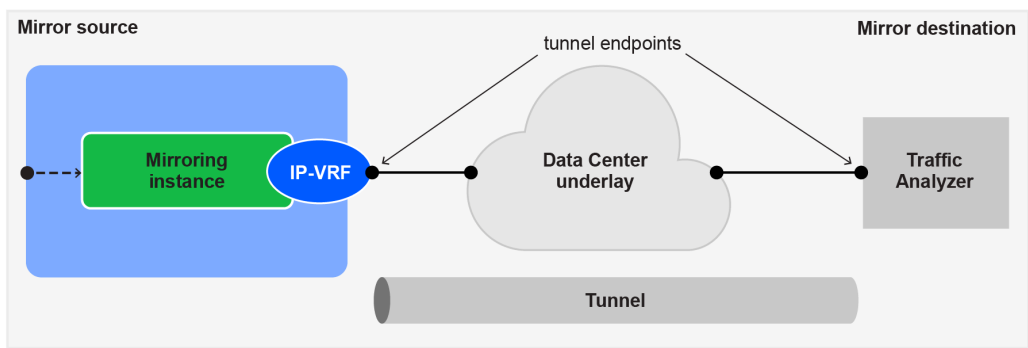 Mirror source
Mirror destination
tunnel endpoints
Mirroring
instance
IP-VRF
Data Center
underlay
Traffic
Analyzer
Tunnel